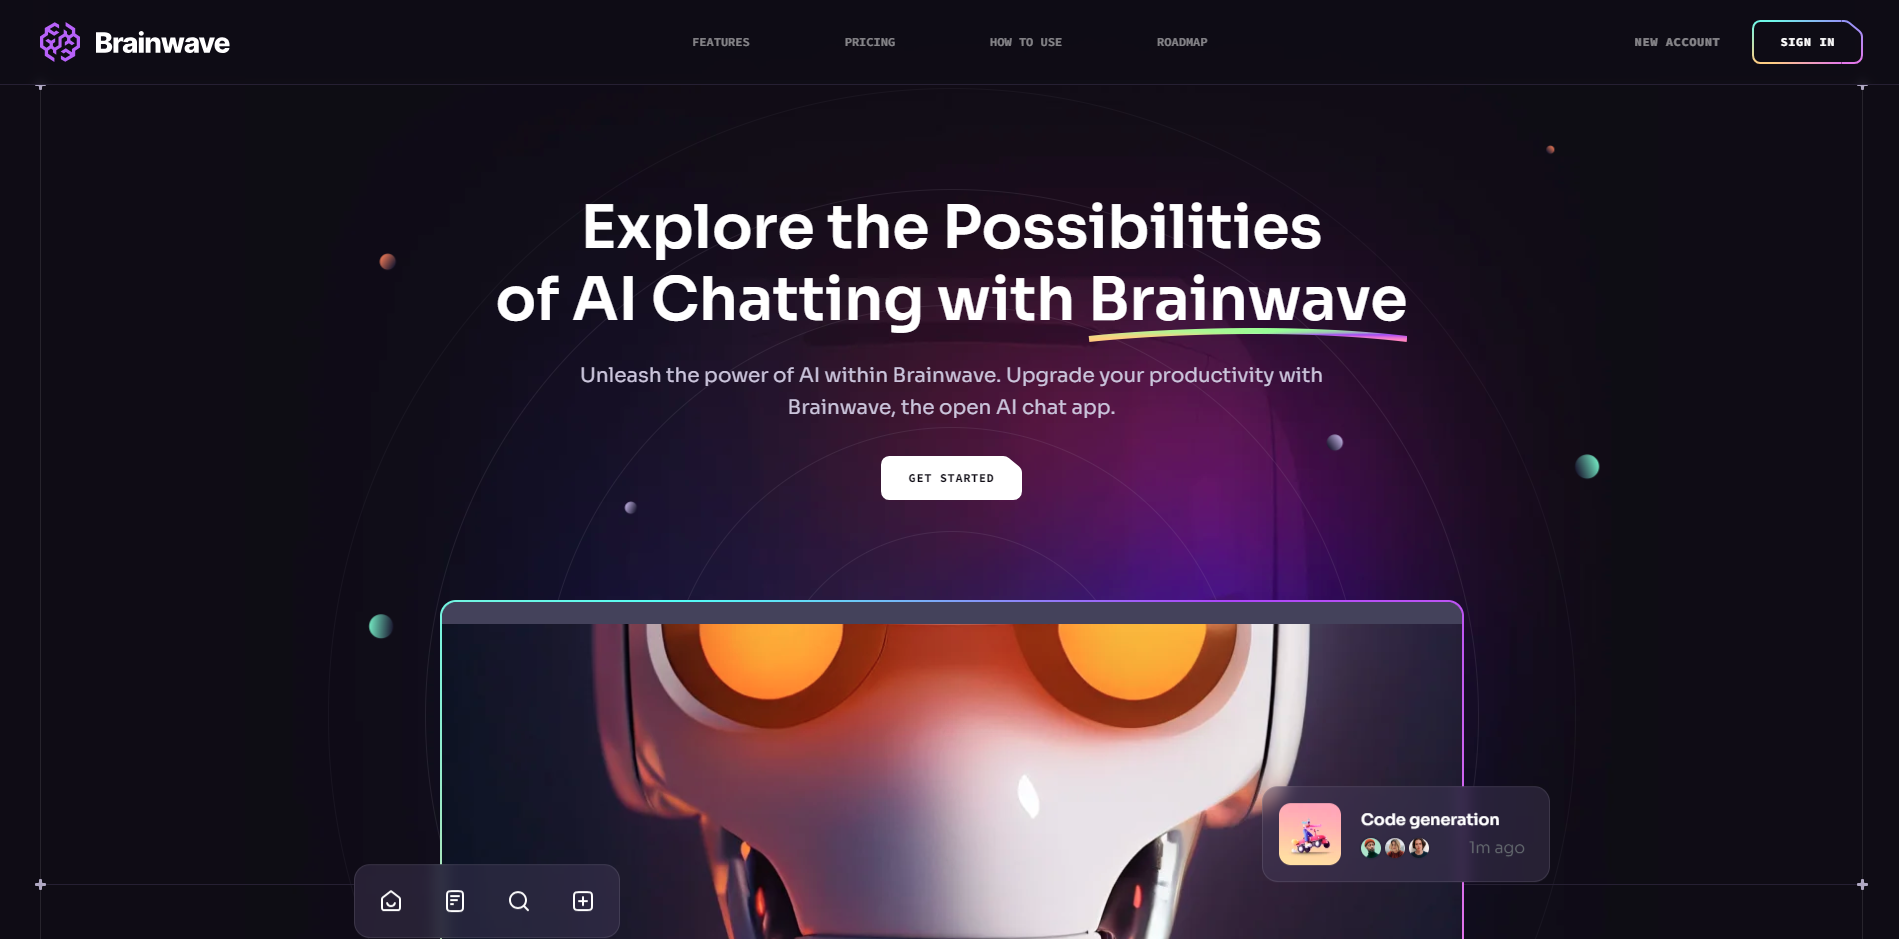 Brainwave
FEATURES
PRICING
HOW TO USE
ROADMAP
NEW ACCOUNT
SIGN IN
Explore the Possibilities
of AI Chatting with Brainwave
Unleash the power of AI within Brainwave. Upgrade your productivity with
Brainwave, the open AI chat app.
GET STARTED
Code generation
1m ago